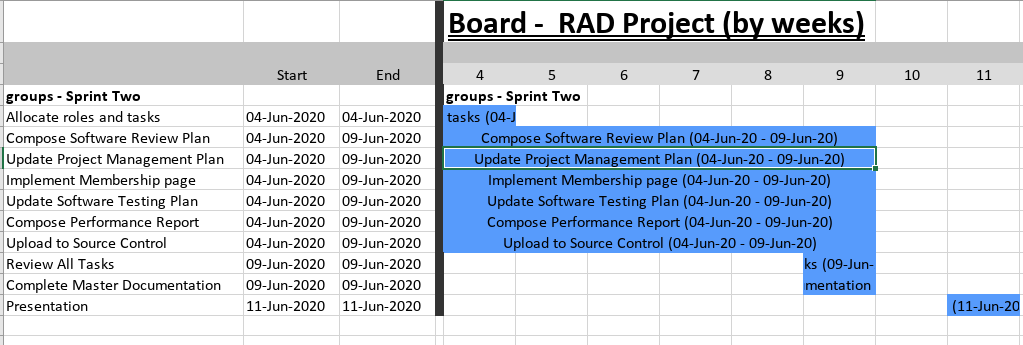 Board -  RAD Project (by weeks)
Start End 4 5 6 7 8 9 10 11
groups - Sprint Two groups - Sprint Two
Allocate roles and tasks 04-Jun-2020 04-Jun-2020 tasks (04-J
Compose Software Review Plan 04-Jun-2020 09-Jun-2020 Compose Software Review Plan (04-Jun-20 - 09-Jun-20)
Update Project Management Plan 04-Jun-2020 09-Jun-2020 Update Project Management Plan (04-Jun-20 - 09-Jun-20)
Implement Membership page 04-Jun-2020 09-Jun-2020 Implement Membership page (04-Jun-20 - 09-Jun-20)
Update Software Testing Plan 04-Jun-2020 09-Jun-2020 Update Software Testing Plan (04-Jun-20 - 09-Jun-20)
Compose Performance Report 04-Jun-2020 09-Jun-2020 Compose Performance Report (04-Jun-20 - 09-Jun-20)
Upload to Source Control 04-Jun-2020 09-Jun-2020 Upload to Source Control (04-Jun-20 - 09-Jun-20)
Review All Tasks 09-Jun-2020 09-Jun-2020 ks (09-Jun-
Complete Master Documentation 09-Jun-2020 09-Jun-2020 mentation
Presentation 11-Jun-2020 11-Jun-2020 (11-Jun-20